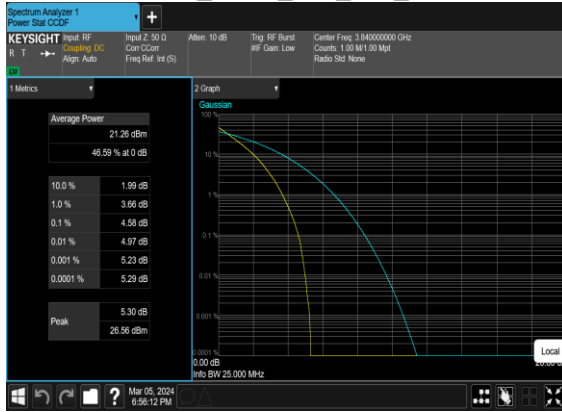 Spectrum Analyzer 1
Power Stat CCDF
+
KEYSIGHT
R T
LU
Input: RF
Coupling: DC
Align: Auto
Input Z: 50 Ω
Corr CCorr
Freq Ref: Int (S)
Atten: 10 dB
Trig: RF Burst
#IF Gain: Low
Center Freq: 3.840000000 GHz
Counts: 1.00 M/1.00 Mpt
Radio Std: None
1 Metrics
Average Power
21.26 dBm
46.59 % at 0 dB
10.0 % 1.99 dB
1.0 % 3.66 dB
0.1 % 4.58 dB
0.01 % 4.97 dB
0.001 % 5.23 dB
0.0001 % 5.29 dB
Peak
5.30 dB
26.56 dBm
2 Graph
Gaussian
100 %
10 %
1 %
0.1 %
0.01 %
0.001 %
0.0001 %
0.00 dB
Info BW 25.000 MHz
Local
?
Mar 05, 2024
6:56:12 PM